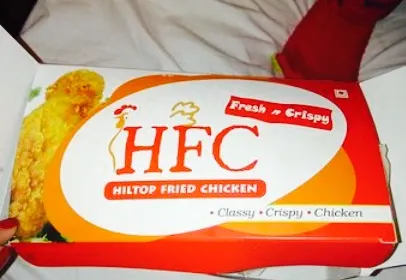 Fresh n Crispy
HFC
HILTOP FRIED CHICKEN
• Classy • Crispy • Chicken